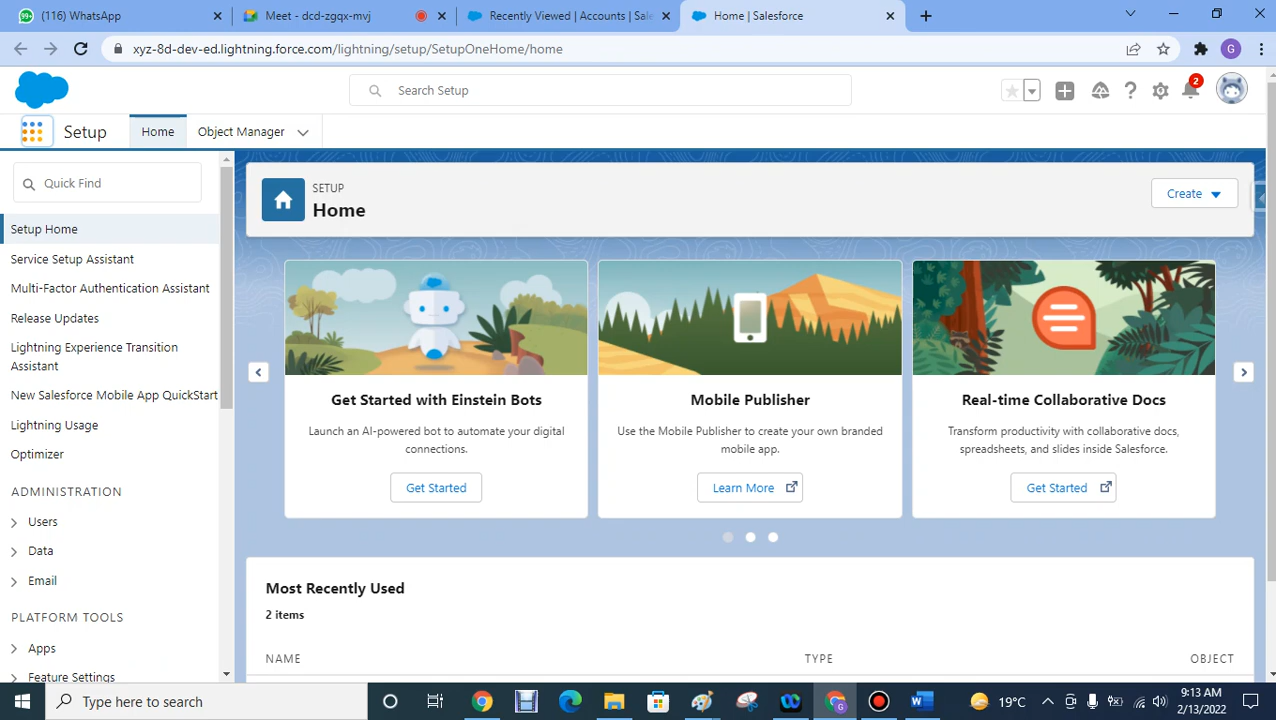 (116) WhatsApp
Meet - dcd-zgqx-mvj
Recently Viewed | Accounts | Sal
Home | Salesforce
xyz-8d-dev-ed.lightning.force.com/lightning/setup/SetupOneHome/home
G
Search Setup
2
Setup
Home
Object Manager
Quick Find
SETUP
Home
Create
Setup Home
Service Setup Assistant
Multi-Factor Authentication Assistant
Release Updates
Lightning Experience Transition
Assistant
New Salesforce Mobile App QuickStart
Lightning Usage
Optimizer
ADMINISTRATION
Users
Data
Email
PLATFORM TOOLS
Apps
Feature Settings
Get Started with Einstein Bots
Launch an AI-powered bot to automate your digital
connections.
Get Started
Mobile Publisher
Use the Mobile Publisher to create your own branded
mobile app.
Learn More
Real-time Collaborative Docs
Transform productivity with collaborative docs,
spreadsheets, and slides inside Salesforce.
Get Started
Most Recently Used
2 items
NAME TYPE OBJECT
Type here to search
19°C
9:13 AM
2/13/2022